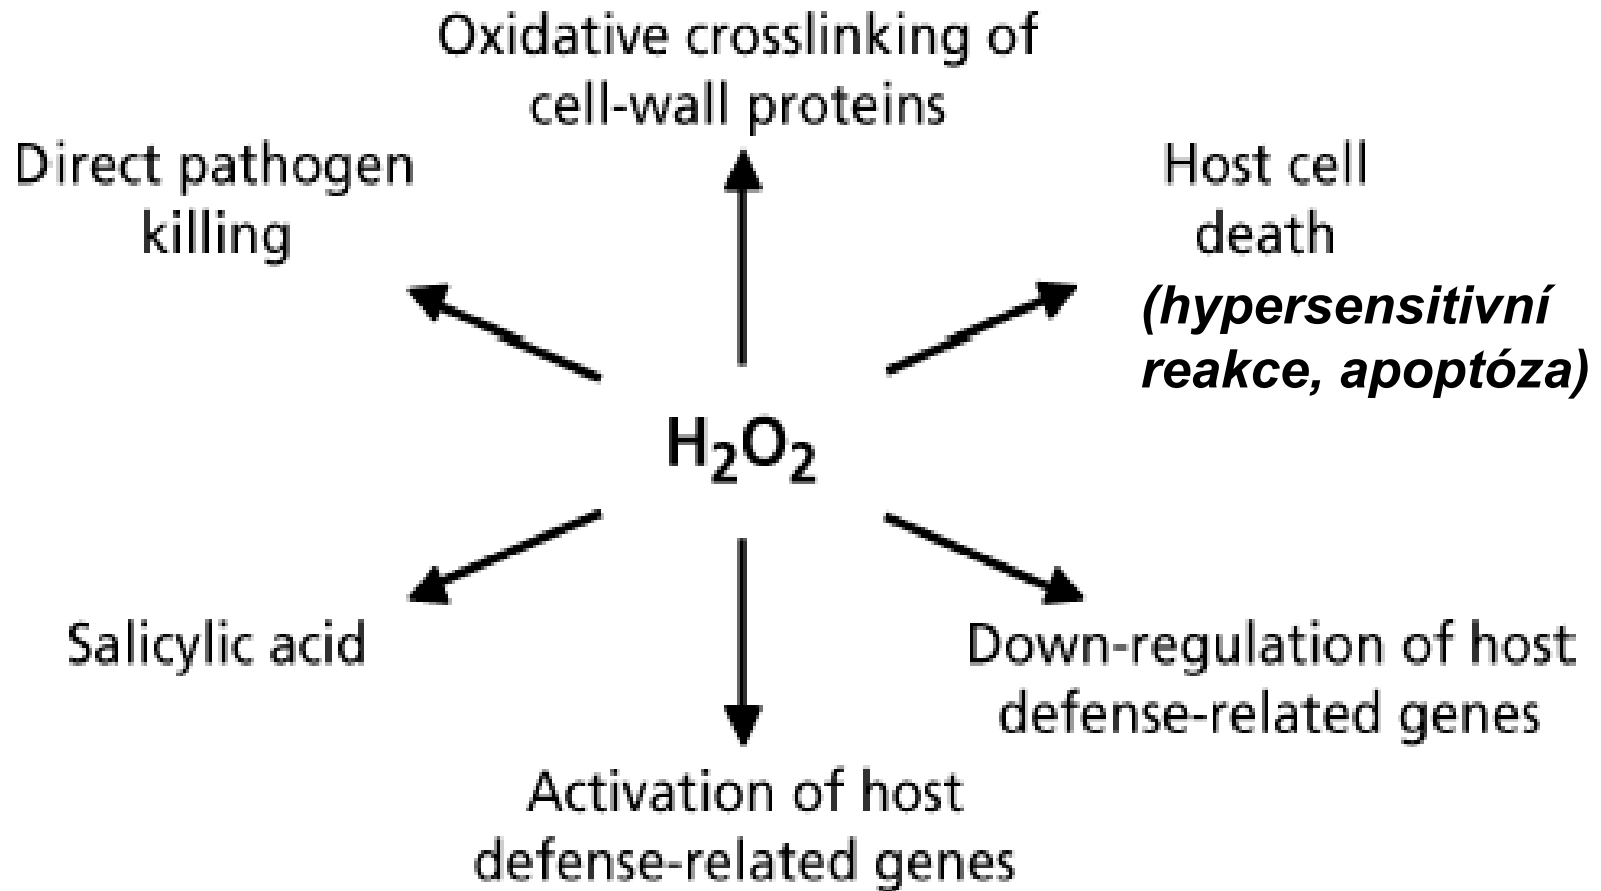 Oxidative crosslinking of
cell-wall proteins
Direct pathogen
killing
Host cell
death
(hypersensitivní
reakce, apoptóza)
H₂O₂
Salicylic acid
Down-regulation of host
defense-related genes
Activation of host
defense-related genes